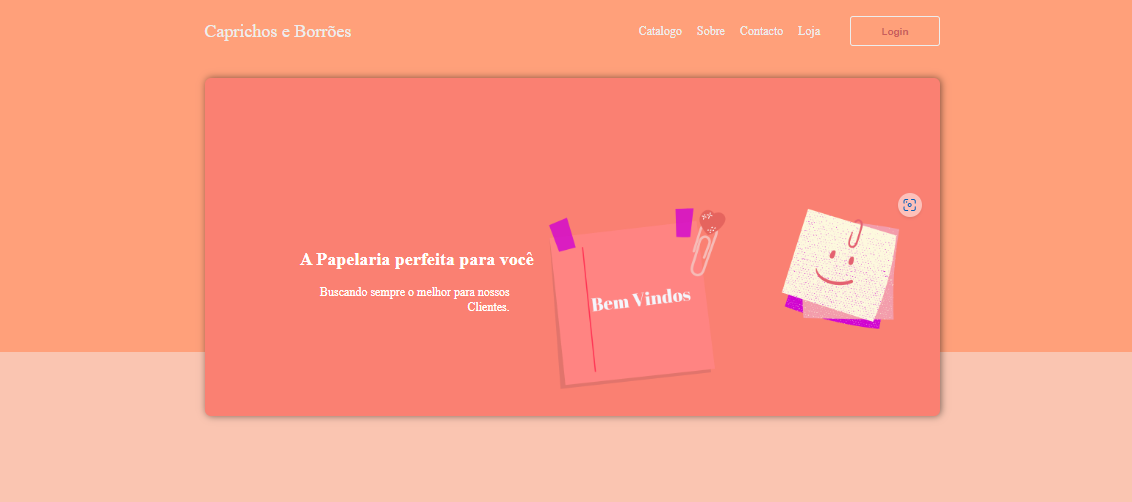 Caprichos e Borrões
Catalogo Sobre Contacto Loja Login
A Papelaria perfeita para você
Buscando sempre o melhor para nossos
Clientes.
Bem Vindos